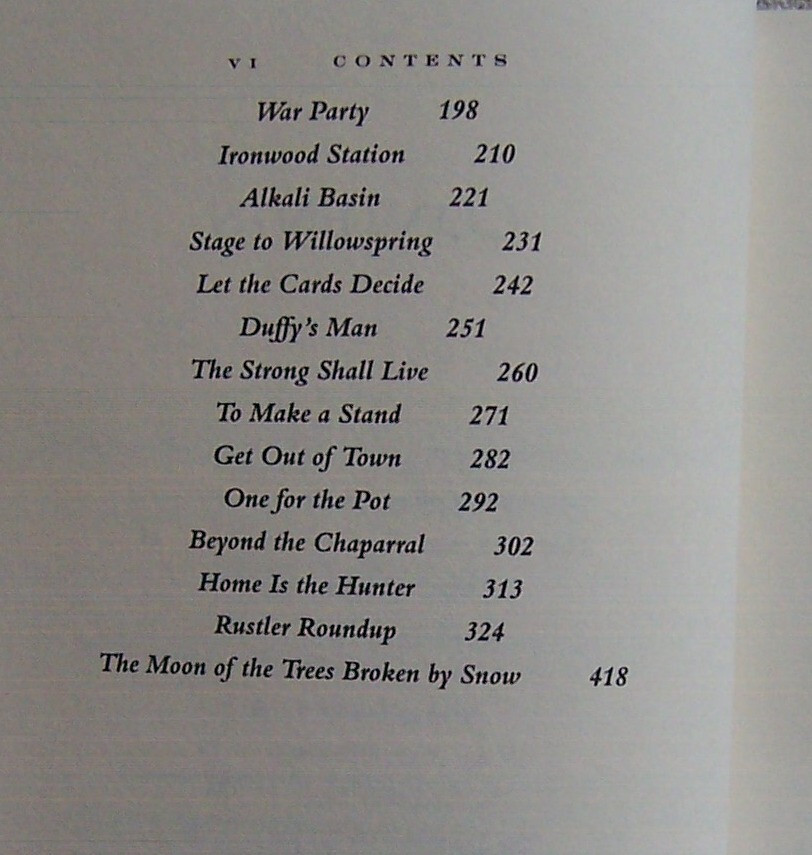 VI CONTENTS
War Party 198
Ironwood Station 210
Alkali Basin 221
Stage to Willowspring 231
Let the Cards Decide 242
Duffy's Man 251
The Strong Shall Live 260
To Make a Stand 271
Get Out of Town 282
One for the Pot 292
Beyond the Chaparral 302
Home Is the Hunter 313
Rustler Roundup 324
The Moon of the Trees Broken by Snow 418